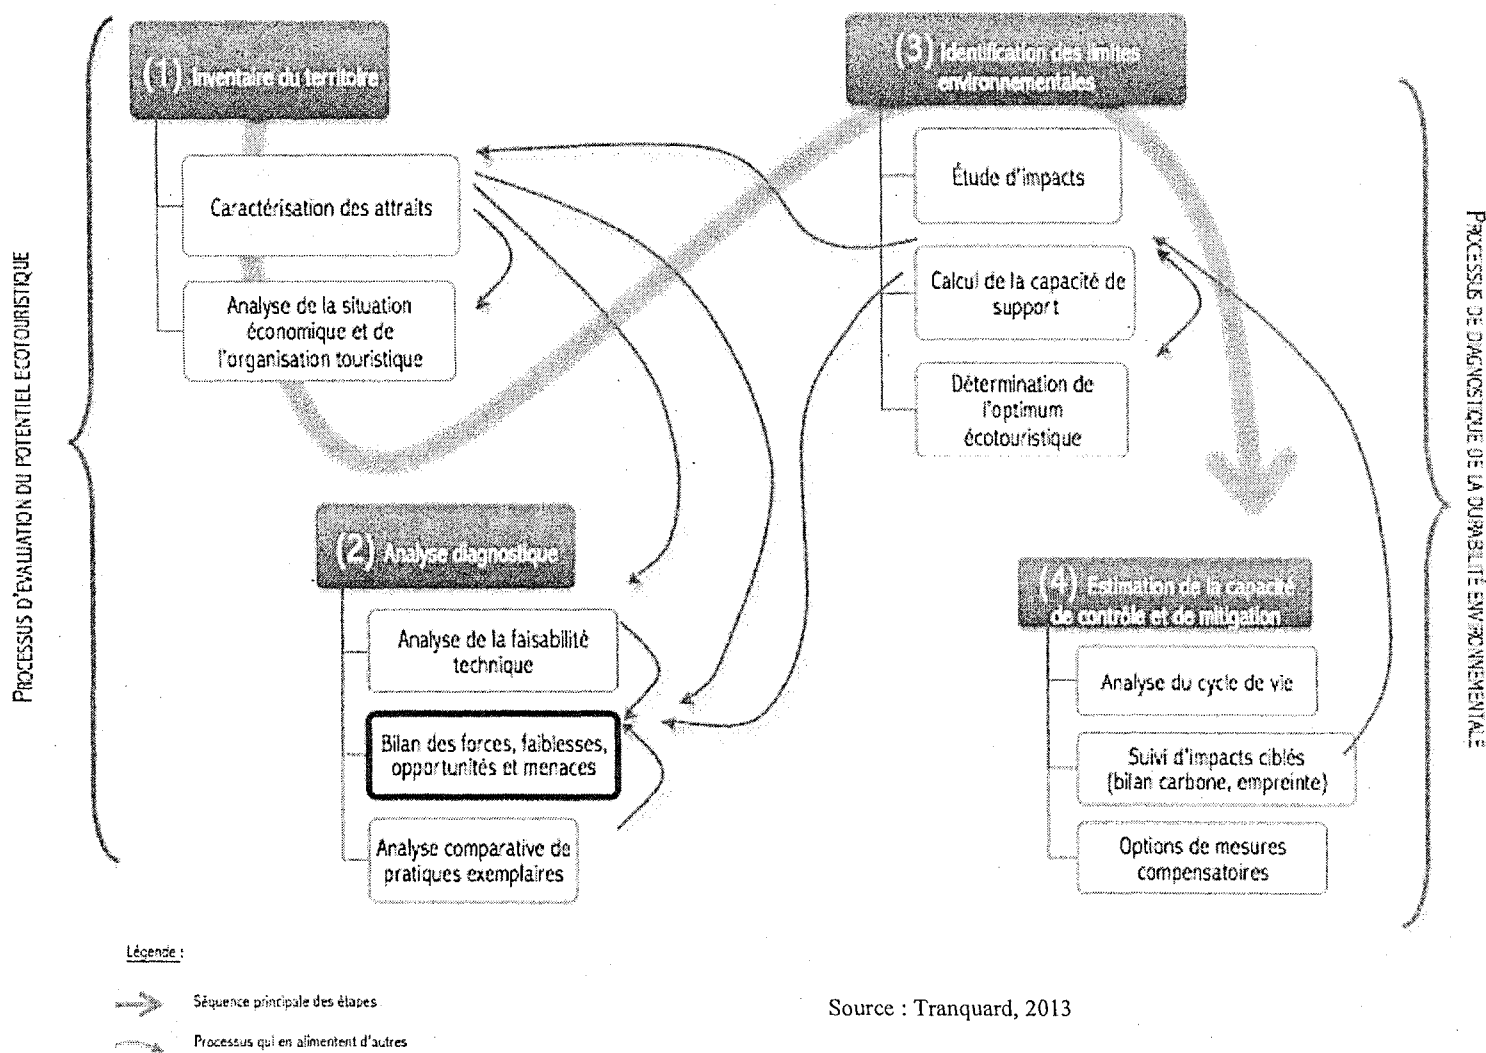 PROCESSUS D'ÉVALUATION DU POTENTIEL ECOTOURISTIQUE
(1) Inventaire du territoire
Caractérisation des attraits
Analyse de la situation
économique et de
l'organisation touristique
(2) Analyse diagnostique
Analyse de la faisabilité
technique
Bilan des forces, faiblesses,
opportunités et menaces
Analyse comparative de
pratiques exemplaires
(3) Identification des limites
environnementales
Étude d'impacts
Calcul de la capacité de
support
Détermination de
l'optimum
écotouristique
(4) Estimation de la capacité
de contrôle et de mitigation
Analyse du cycle de vie
Suivi d'impacts ciblés
(bilan carbone, empreinte)
Options de mesures
compensatoires
PROCESSUS DE DIAGNOSTIQUE DE LA DURABILITÉ ENVIRONNEMENTALE
Légende :
Séquence principale des étapes
Processus qui en alimentent d'autres
Source : Tranquard, 2013